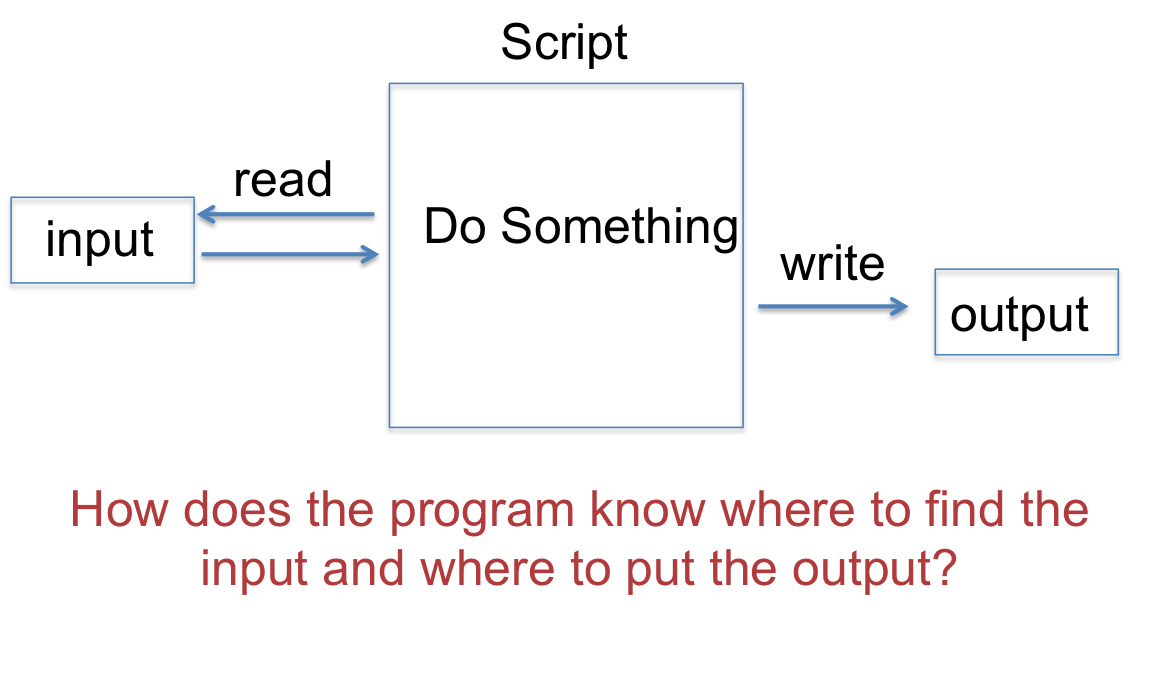 Script
read
input
Do Something
write
output
How does the program know where to find the
input and where to put the output?